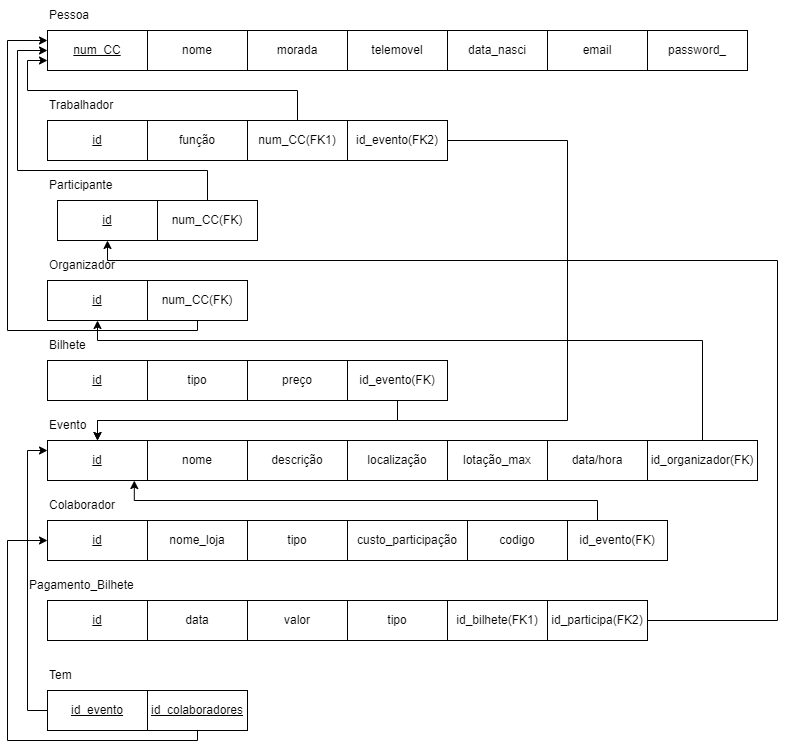 Pessoa
num_CC nome morada telemovel data_nasci email password_
Trabalhador
id função num_CC(FK1) id_evento(FK2)
Participante
id num_CC(FK)
Organizador
id num_CC(FK)
Bilhete
id tipo preço id_evento(FK)
Evento
id nome descrição localização lotação_max data/hora id_organizador(FK)
Colaborador
id nome_loja tipo custo_participação codigo id_evento(FK)
Pagamento_Bilhete
id data valor tipo id_bilhete(FK1) id_participa(FK2)
Tem
id_evento id_colaboradores